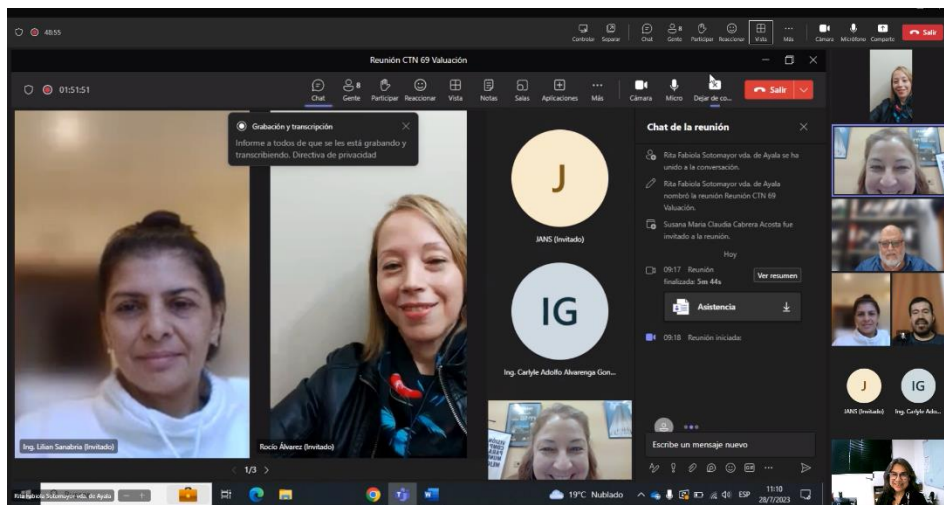 48:55
Controlar
Separar
Chat
Gente
8
Participar
Reaccionar
Vista
Más
Cámara
Micrófono
Compartir
Salir
Reunión CTN 69 Valuación
01:51:51
Chat
Gente
8
Participar
Reaccionar
Vista
Notas
Salas
Aplicaciones
Más
Cámara
Micro
Dejar de co...
Salir
Grabación y transcripción
Informe a todos de que se les está grabando y
transcribiendo. Directiva de privacidad
J
JANS (Invitado)
IG
Ing. Carlyle Adolfo Alvarenga Gon...
Ing. Lilian Sanabria (Invitado)
Rocío Álvarez (Invitado)
1/3
Chat de la reunión
Rita Fabiola Sotomayor vda. de Ayala se ha
unido a la conversación.
Rita Fabiola Sotomayor vda. de Ayala
nombró la reunión Reunión CTN 69
Valuación.
Susana Maria Claudia Cabrera Acosta fue
invitado a la reunión.
Hoy
09:17 Reunión
finalizada: 5m 44s
Ver resumen
Asistencia
09:18 Reunión iniciada:
Escribe un mensaje nuevo
J
JANS (Invitado)
IG
Ing. Carlyle Ado...
Rita Fabiola Sotomayor vda. de Ayala
19°C Nublado
ESP
11:10
28/7/2023